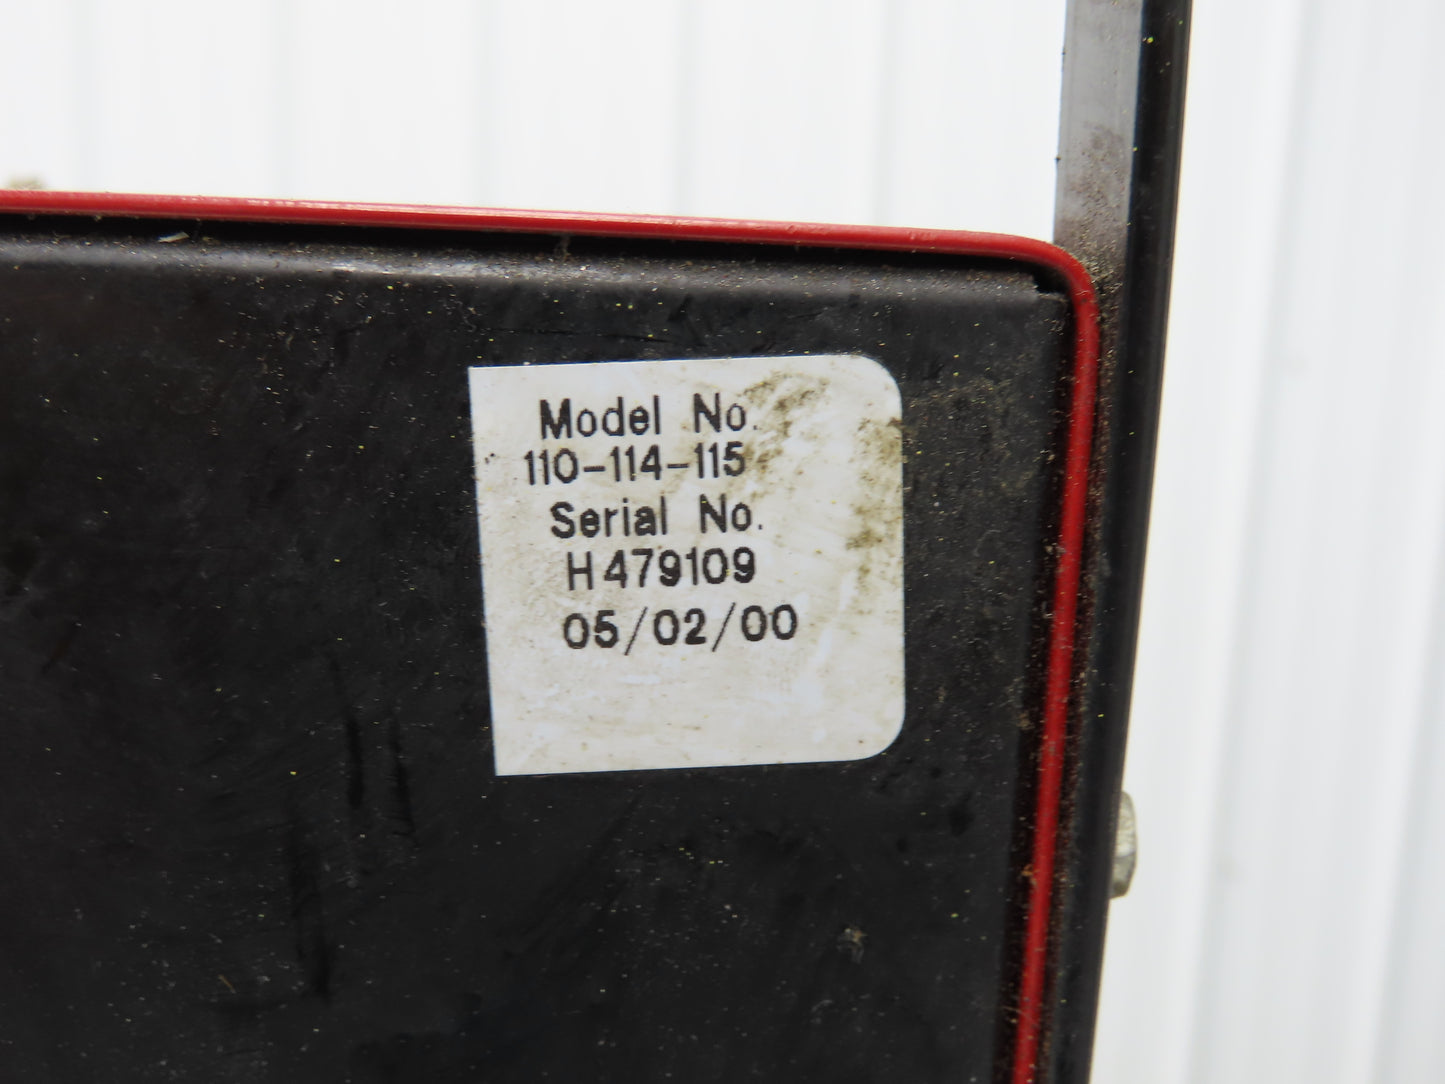 Model No.
110-114-115
Serial No.
H479109
05/02/00